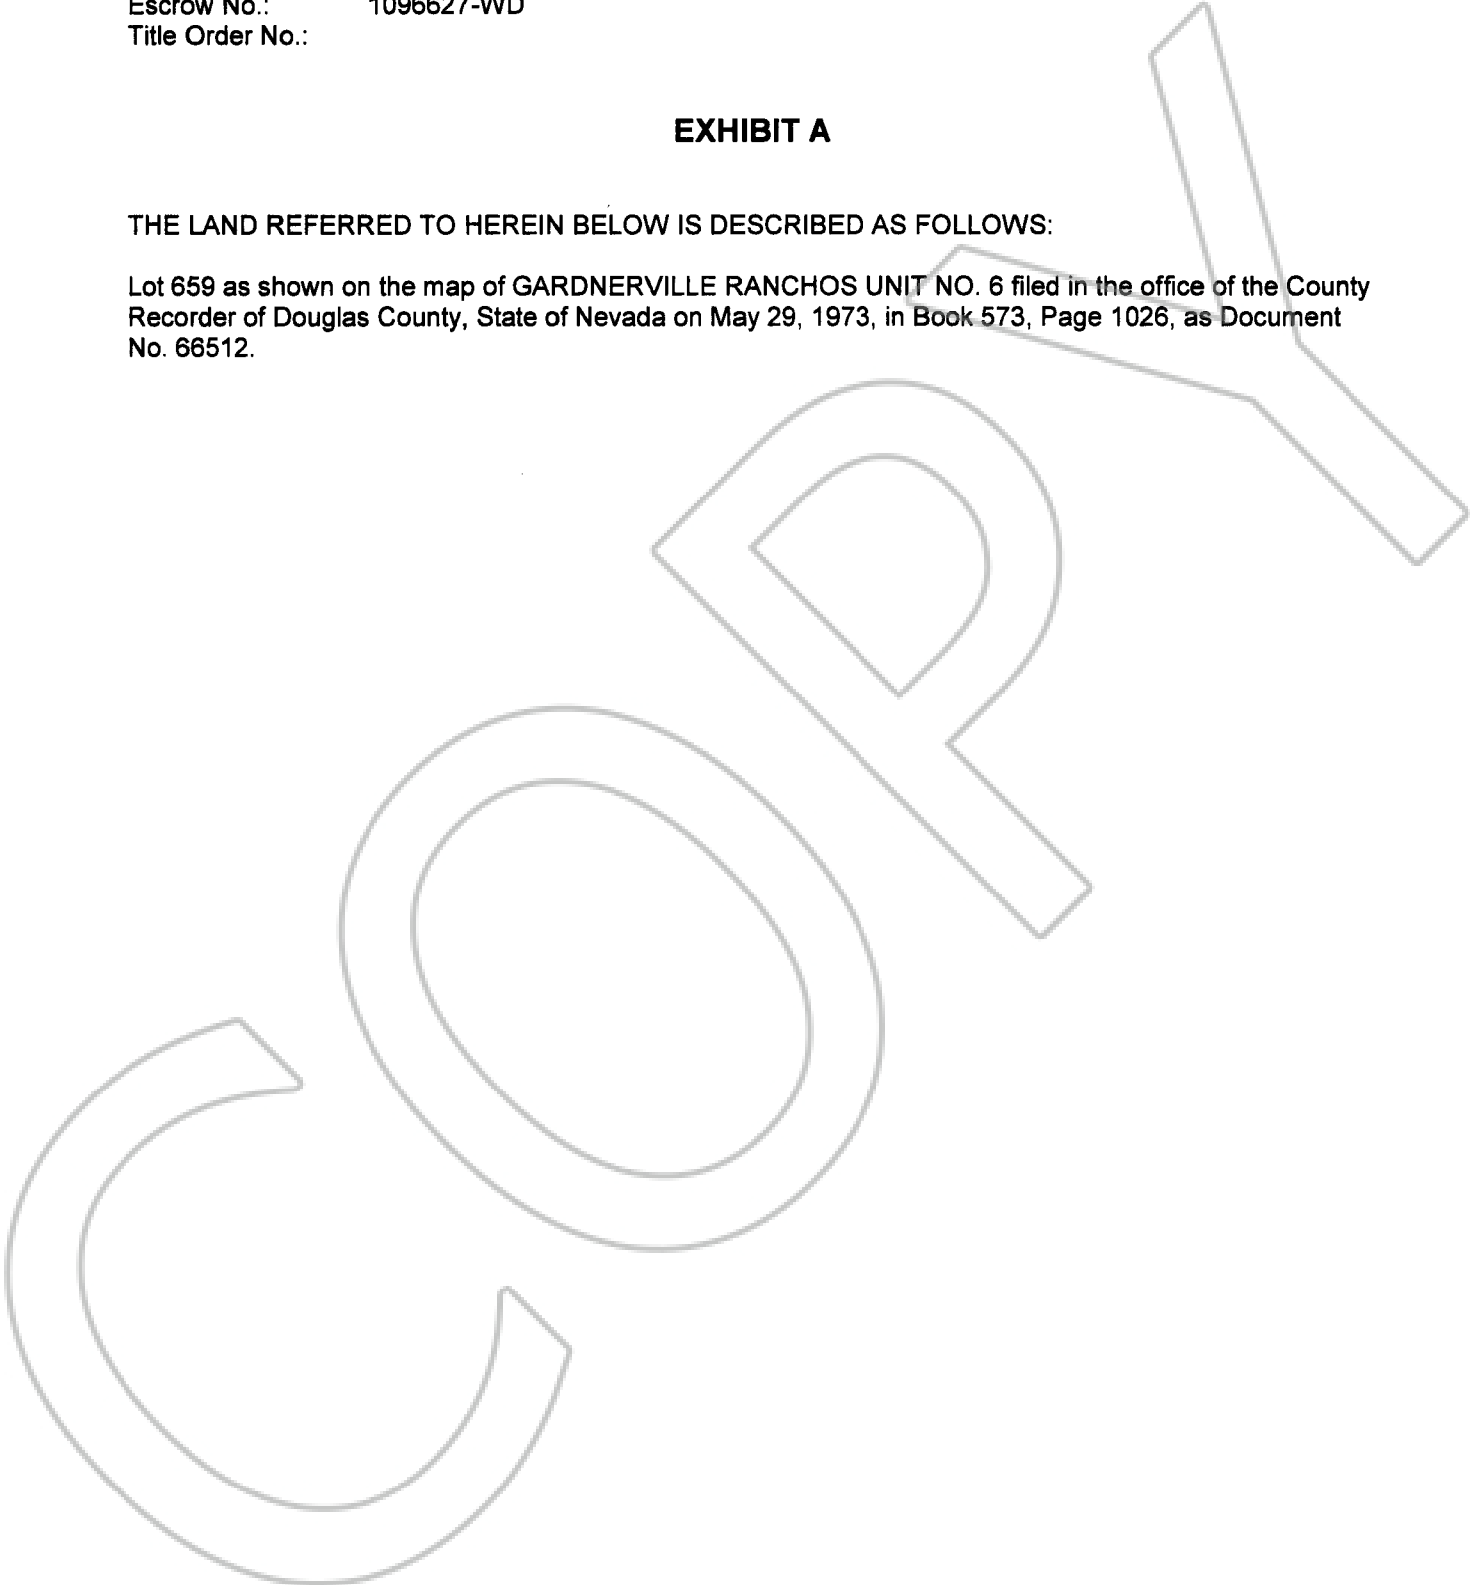 Escrow No.: 1096627-WD
Title Order No.:
EXHIBIT A
THE LAND REFERRED TO HEREIN BELOW IS DESCRIBED AS FOLLOWS:
Lot 659 as shown on the map of GARDNERVILLE RANCHOS UNIT NO. 6 filed in the office of the County
Recorder of Douglas County, State of Nevada on May 29, 1973, in Book 573, Page 1026, as Document
No. 66512.
COPY